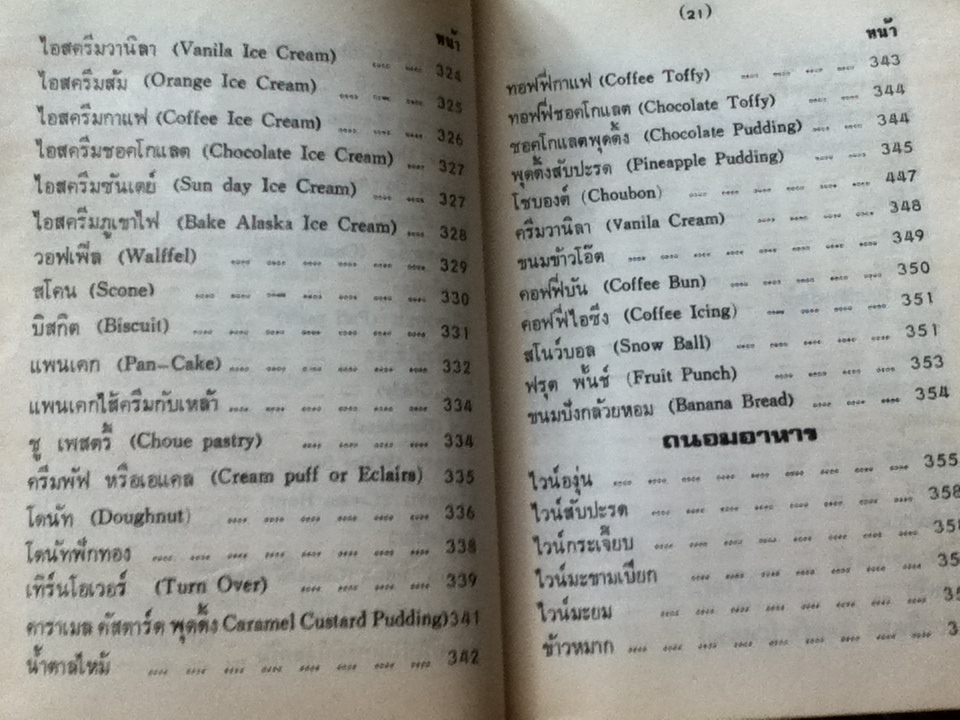 หน้า
ไอสครีมวานิลา (Vanila Ice Cream) .... .... 324
ไอสครีมส้ม (Orange Ice Cream) .... .... .... 325
ไอสครีมกาแฟ (Coffee Ice Cream) .... .... .... 326
ไอสครีมชอคโกแลต (Chocolate Ice Cream) .... 327
ไอสครีมซันเดย์ (Sun day Ice Cream) .... .... 327
ไอสครีมภูเขาไฟ (Bake Alaska Ice Cream) .... 328
วอฟเฟิล (Walffel) .... .... .... .... .... .... 329
สโคน (Scone) .... .... .... .... .... .... .... 330
บิสกิต (Biscuit) .... .... .... .... .... .... .... 331
แพนเคก (Pan-Cake) .... .... .... .... .... .... 332
แพนเคกไส้ครีมกับเหล้า .... .... .... .... .... .... 334
ชู เพสตรี้ (Choue pastry) .... .... .... .... 334
ครีมพัฟ หรือเอแคล (Cream puff or Eclairs) 335
โดนัท (Doughnut) .... .... .... .... .... .... 336
โดนัทฟักทอง .... .... .... .... .... .... .... .... 338
เทิร์นโอเวอร์ (Turn Over) .... .... .... .... 339
คาราเมล คัสตาร์ด พุดดิ้ง Caramel Custard Pudding)341
น้ำตาลไหม้ .... .... .... .... .... .... .... .... 342
(21)
หน้า
ทอฟฟี่กาแฟ (Coffee Toffy) .... .... .... .... 343
ทอฟฟี่ชอคโกแลต (Chocolate Toffy) .... .... .... 344
ชอคโกแลตพุดดิ้ง (Chocolate Pudding) .... .... .... 344
พุดดิ้งสับปะรด (Pineapple Pudding) .... .... 345
โชบองต์ (Choubon) .... .... .... .... .... .... 447
ครีมวานิลา (Vanila Cream) .... .... .... .... 348
ขนมข้าวโอ๊ต .... .... .... .... .... .... .... 349
คอฟฟี่บัน (Coffee Bun) .... .... .... .... 350
คอฟฟี่ไอซิ่ง (Coffee Icing) .... .... .... .... 351
สโนว์บอล (Snow Ball) .... .... .... .... .... 351
ฟรุต พั้นช์ (Fruit Punch) .... .... .... .... 353
ขนมปังกล้วยหอม (Banana Bread) .... .... .... 354
ถนอมอาหาร
ไวน์องุ่น .... .... .... .... .... .... .... .... 355
ไวน์สับปะรด .... .... .... .... .... .... .... 358
ไวน์กระเจี๊ยบ .... .... .... .... .... .... ....
ไวน์มะขามเปียก .... .... .... .... .... ....
ไวน์มะยม .... .... .... .... .... .... ....
ข้าวหมาก .... .... .... .... .... .... .... ....